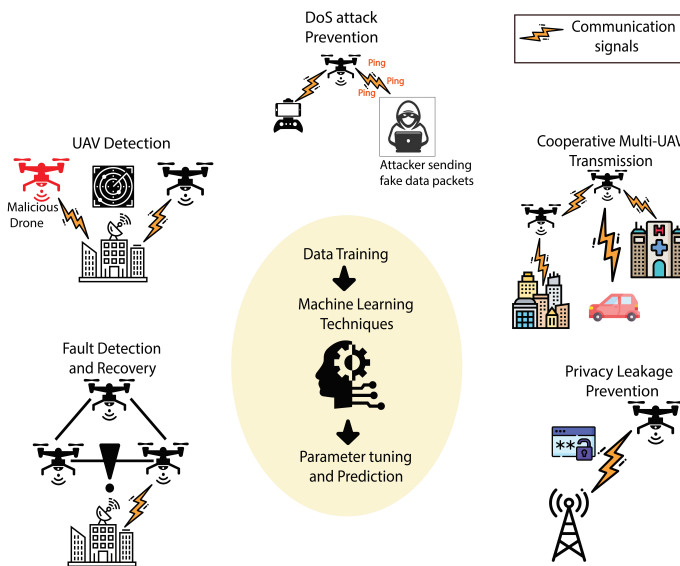 DoS attack
Prevention
Ping
Ping
Ping
Attacker sending
fake data packets
Communication
signals
UAV Detection
Malicious
Drone
Cooperative Multi-UAV
Transmission
H
Data Training
Machine Learning
Techniques
Parameter tuning
and Prediction
Fault Detection
and Recovery
Privacy Leakage
Prevention
**